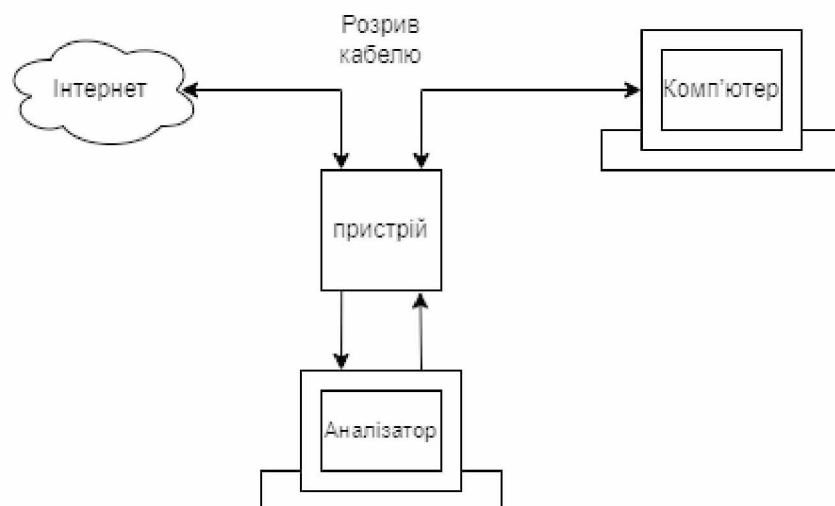 Розрив
кабелю
Інтернет
Комп'ютер
пристрій
Аналізатор